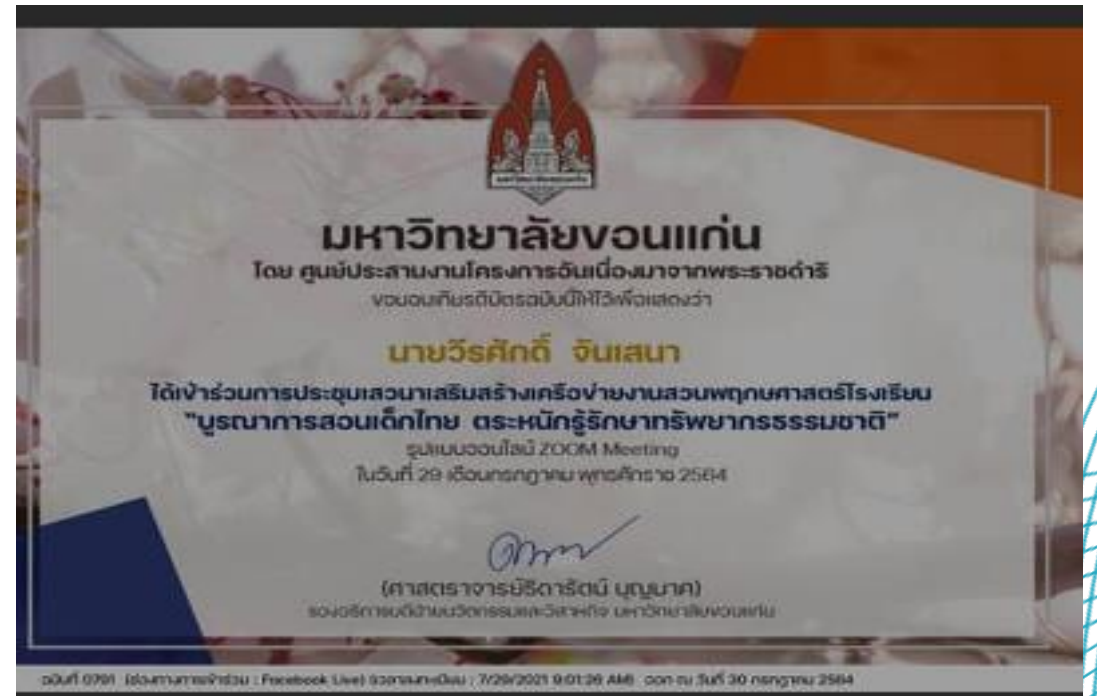 มหาวิทยาลัยขอนแก่น
โดย ศูนย์ประสานงานโครงการอันเนื่องมาจากพระราชดำริ
ขอมอบเกียรติบัตรฉบับนี้ให้ไว้เพื่อแสดงว่า
นายวีรศักดิ์ จันเสนา
ได้เข้าร่วมการประชุมเสวนาเสริมสร้างเครือข่ายงานสวนพฤกษศาสตร์โรงเรียน
"บูรณาการสอนเด็กไทย ตระหนักรู้รักษาทรัพยากรธรรมชาติ"
รูปแบบออนไลน์ ZOOM Meeting
ในวันที่ 29 เดือนกรกฎาคม พุทธศักราช 2564
(ศาสตราจารย์ธิดารัตน์ บุญมาศ)
รองอธิการบดีฝ่ายนวัตกรรมและวิสาหกิจ มหาวิทยาลัยขอนแก่น
ฉบับที่ 0791 (ช่องทางการเข้าร่วม : Facebook Live) เวลาลงทะเบียน : 7/29/2021 9:01:26 AM) ออก ณ วันที่ 30 กรกฎาคม 2564